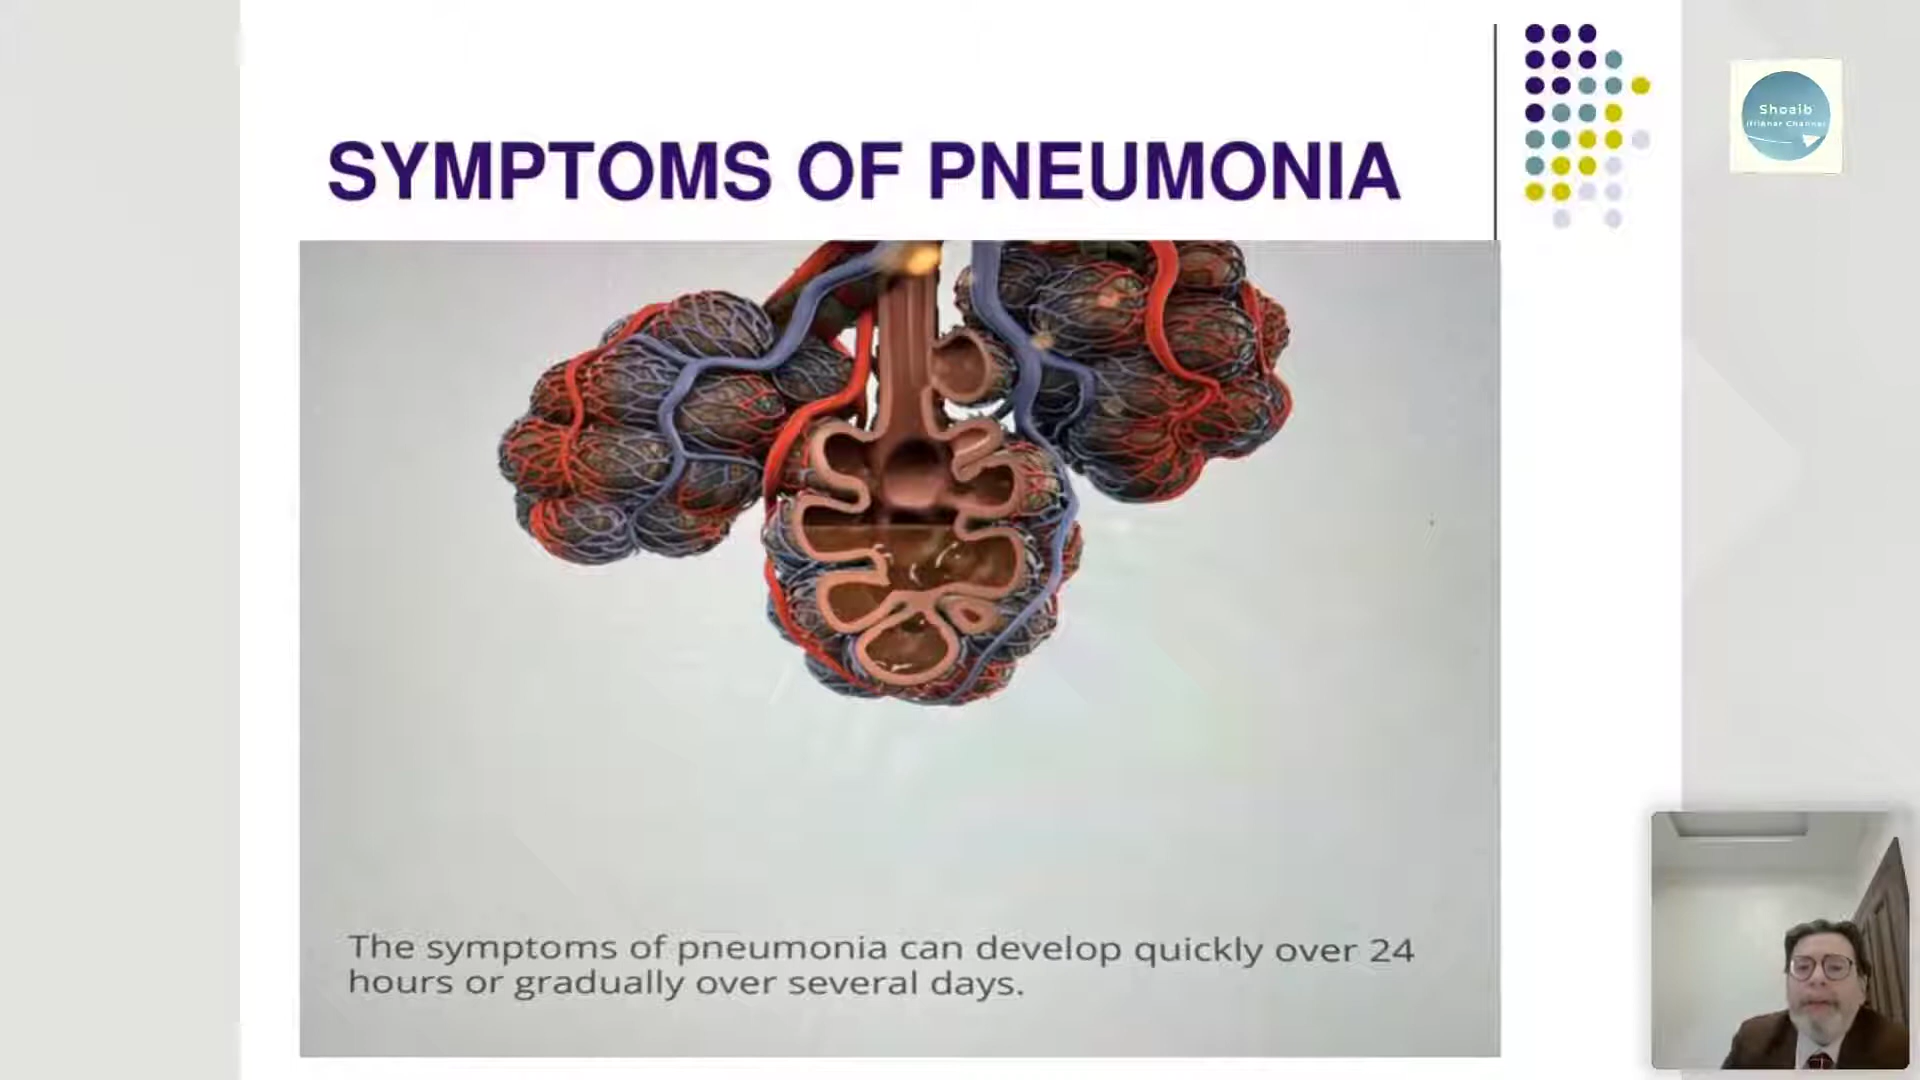 SYMPTOMS OF PNEUMONIA
Shoaib
The symptoms of pneumonia can develop quickly over 24
hours or gradually over several days.